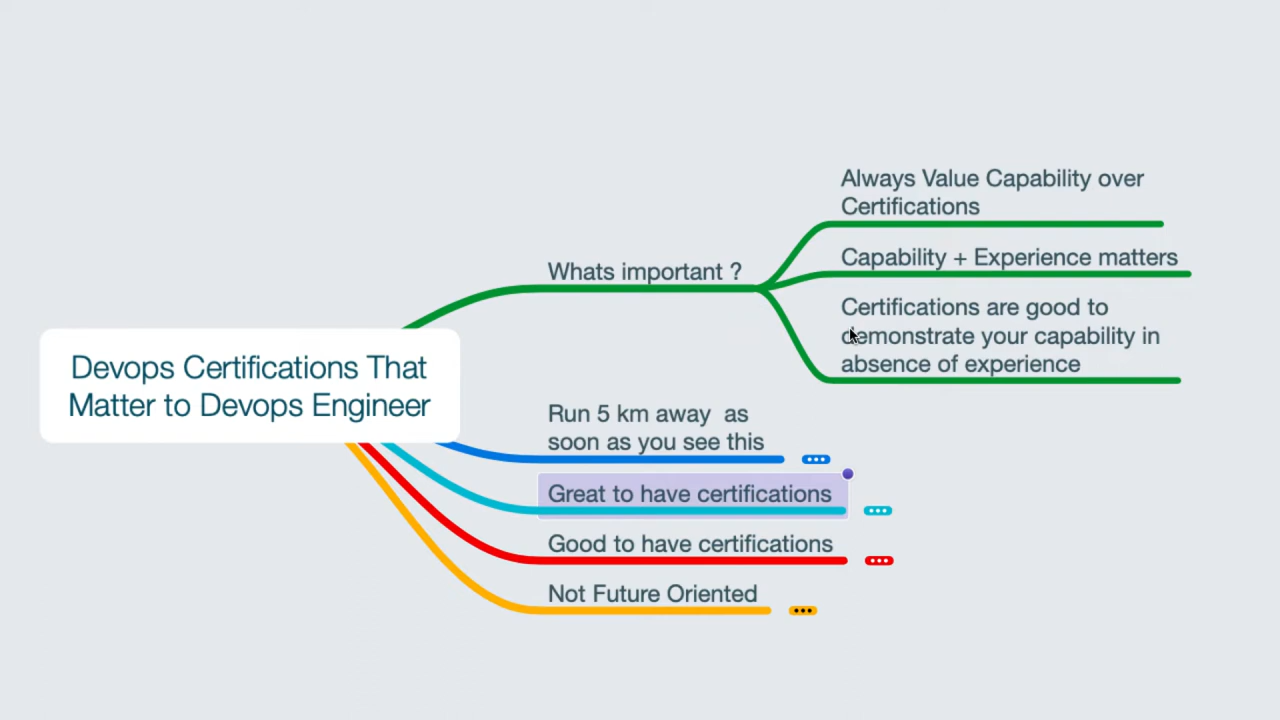 Devops Certifications That
Matter to Devops Engineer
Whats important ?
Always Value Capability over
Certifications
Capability + Experience matters
Certifications are good to
demonstrate your capability in
absence of experience
Run 5 km away as
soon as you see this
Great to have certifications
Good to have certifications
Not Future Oriented